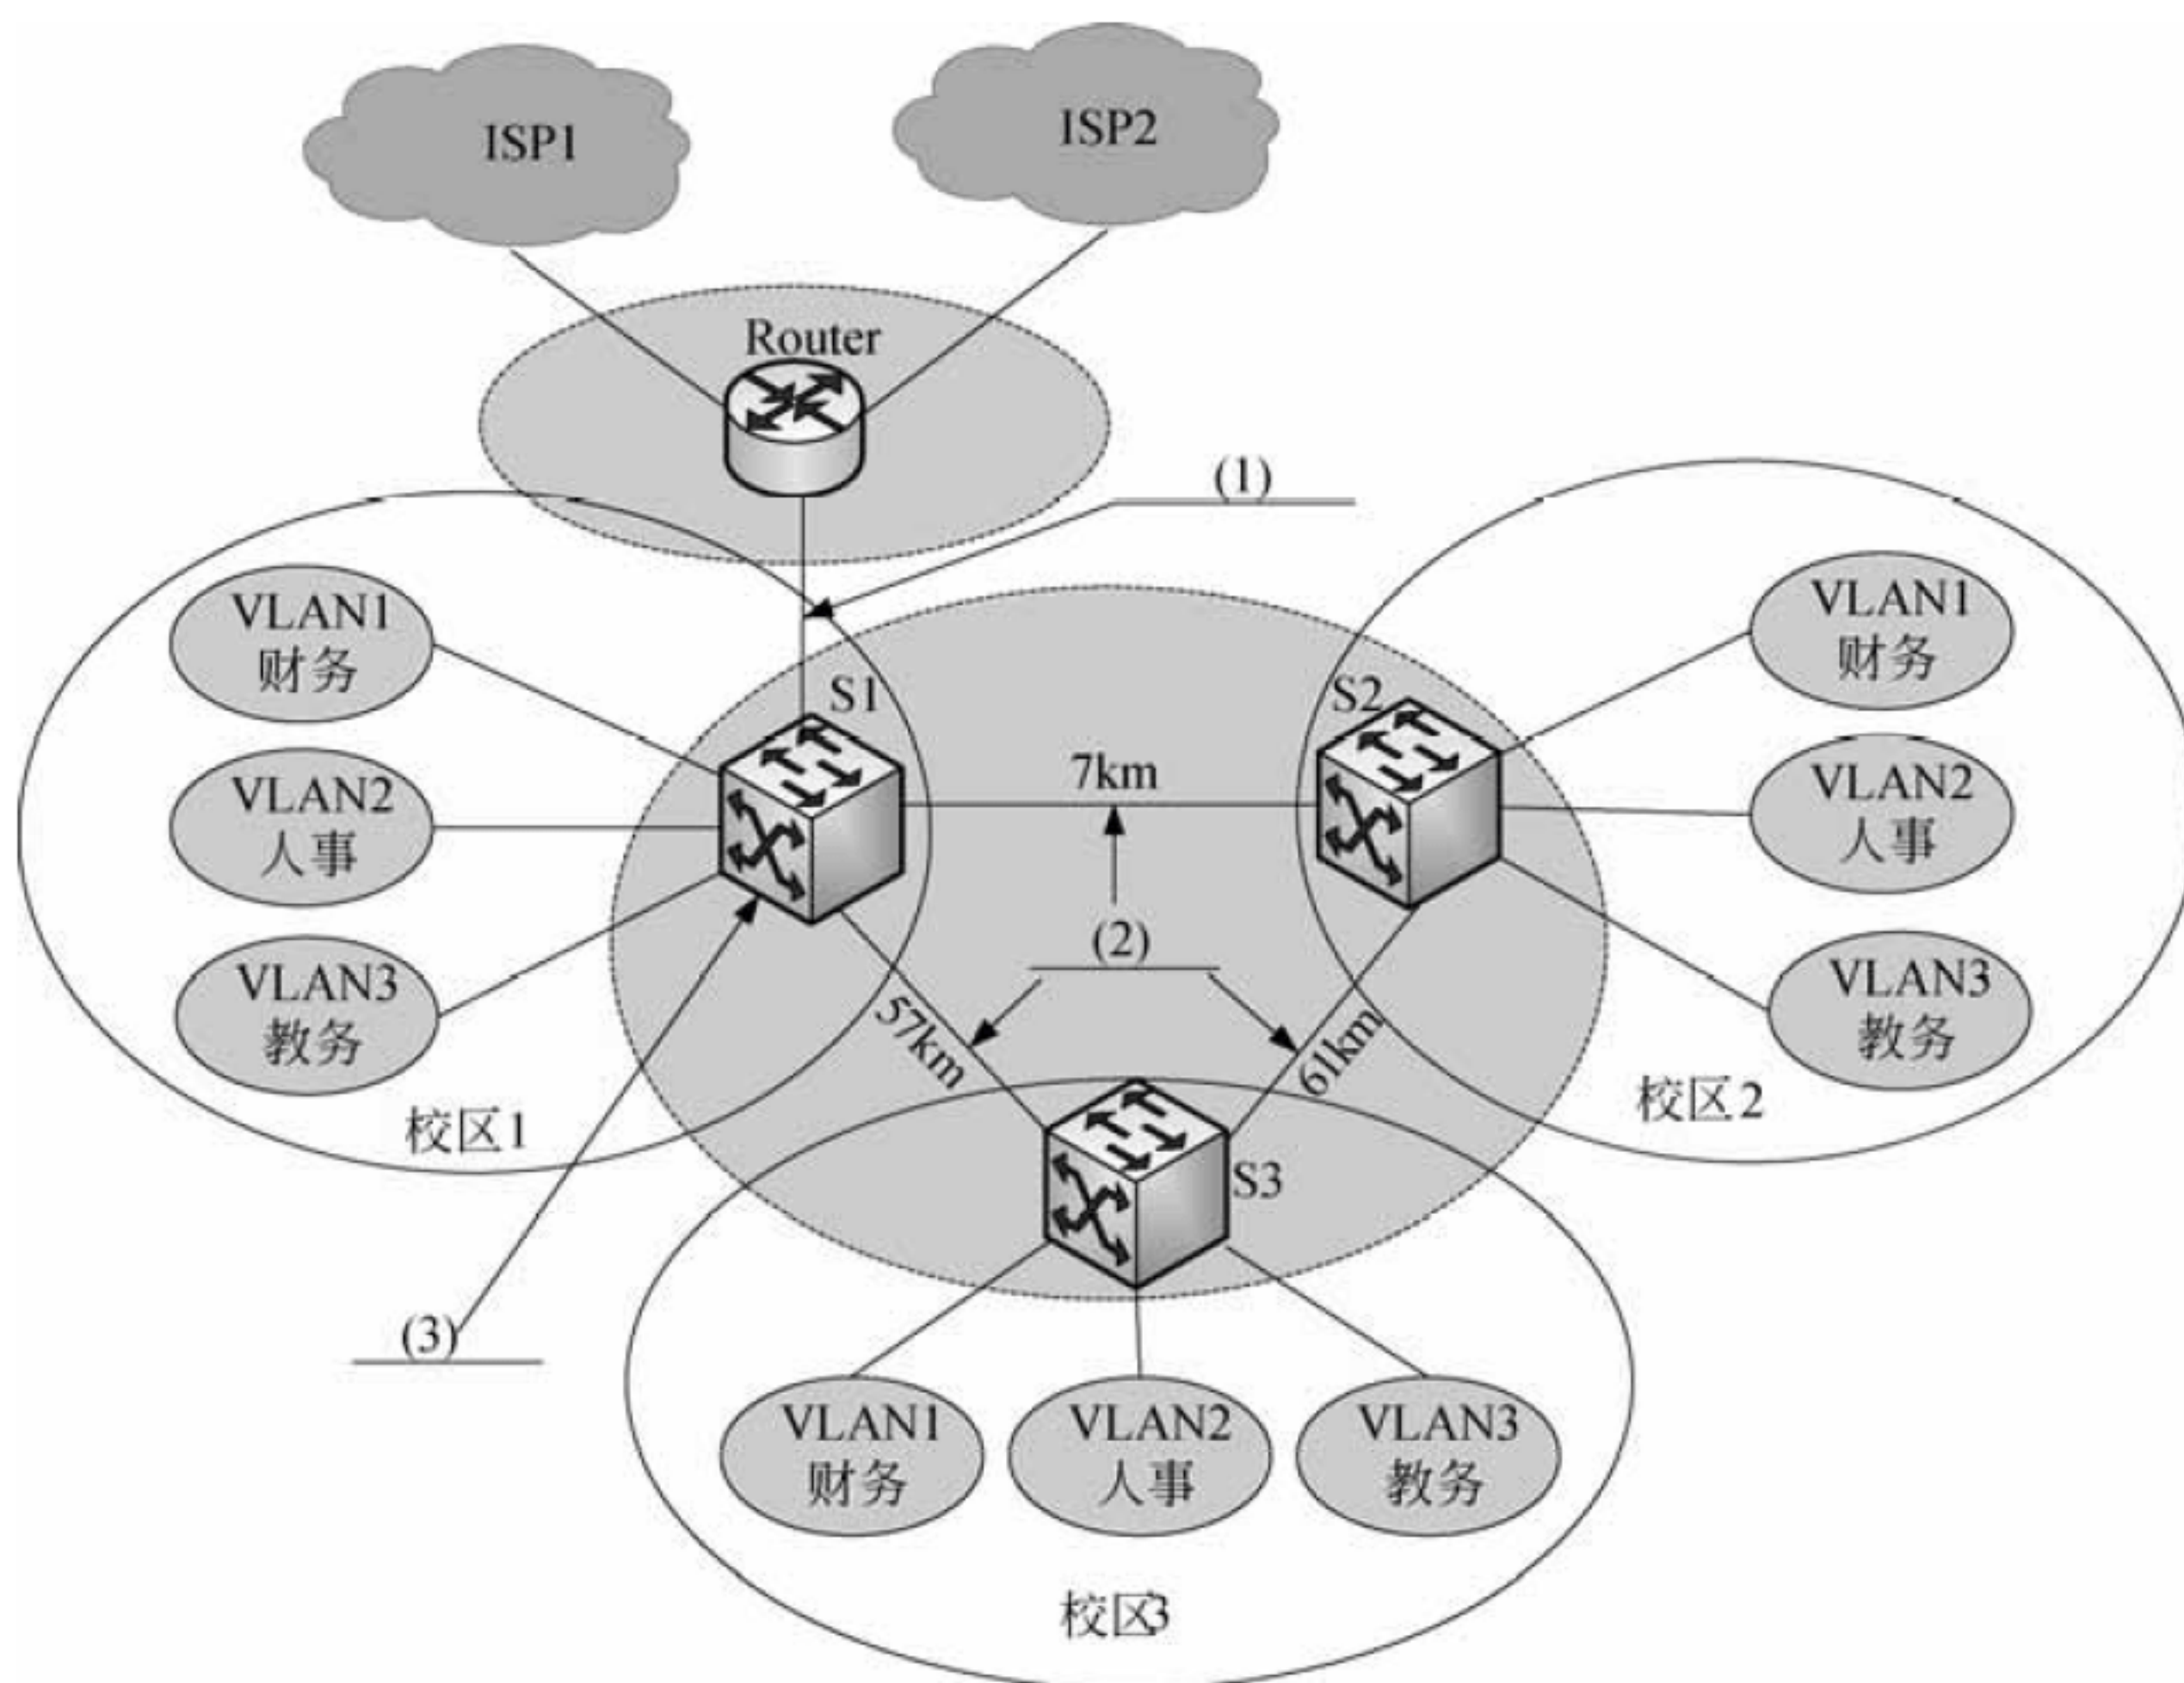 ISP1
ISP2
Router
(1)
VLAN1
财务
VLAN2
人事
VLAN3
教务
校区1
S1
7km
S2
(2)
57km
61km
VLAN1
财务
VLAN2
人事
VLAN3
教务
校区2
S3
(3)
VLAN1
财务
VLAN2
人事
VLAN3
教务
校区3